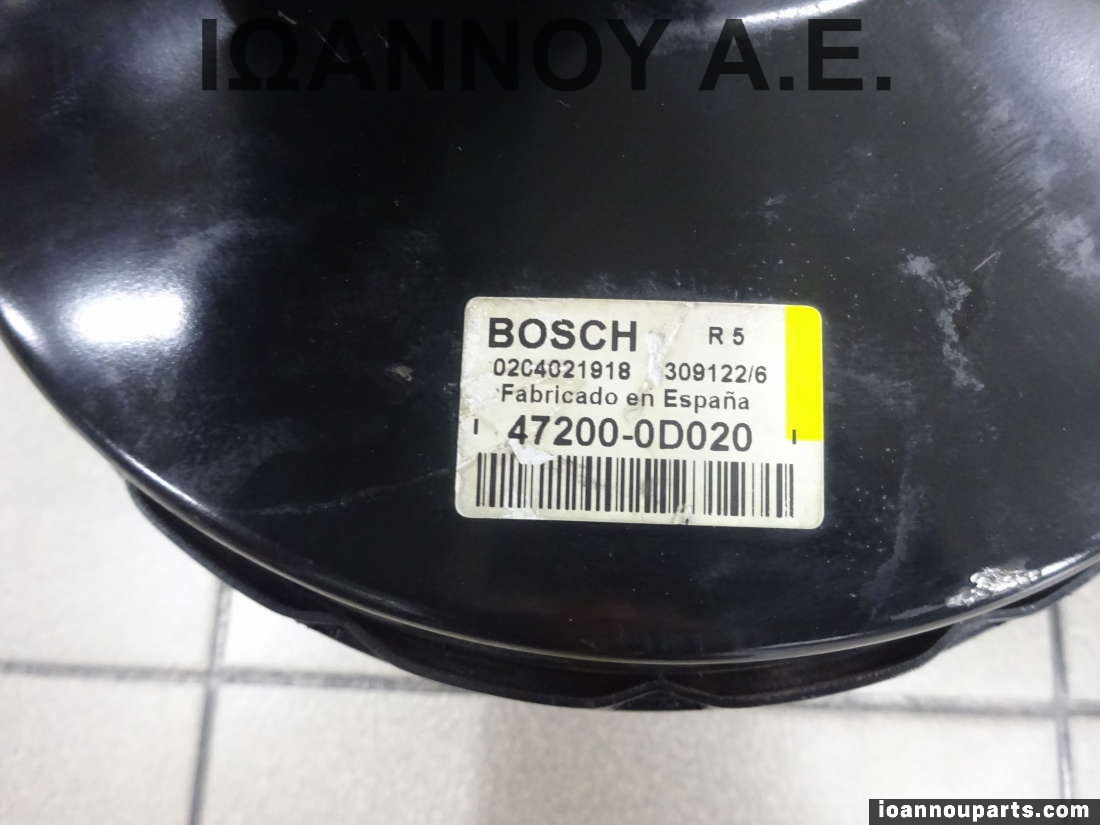 ΙΩΑΝΝΟΥ Α.Ε.
BOSCH R 5
0204021918 309122/6
Fabricado en España
47200-0D020
ioannouparts.com